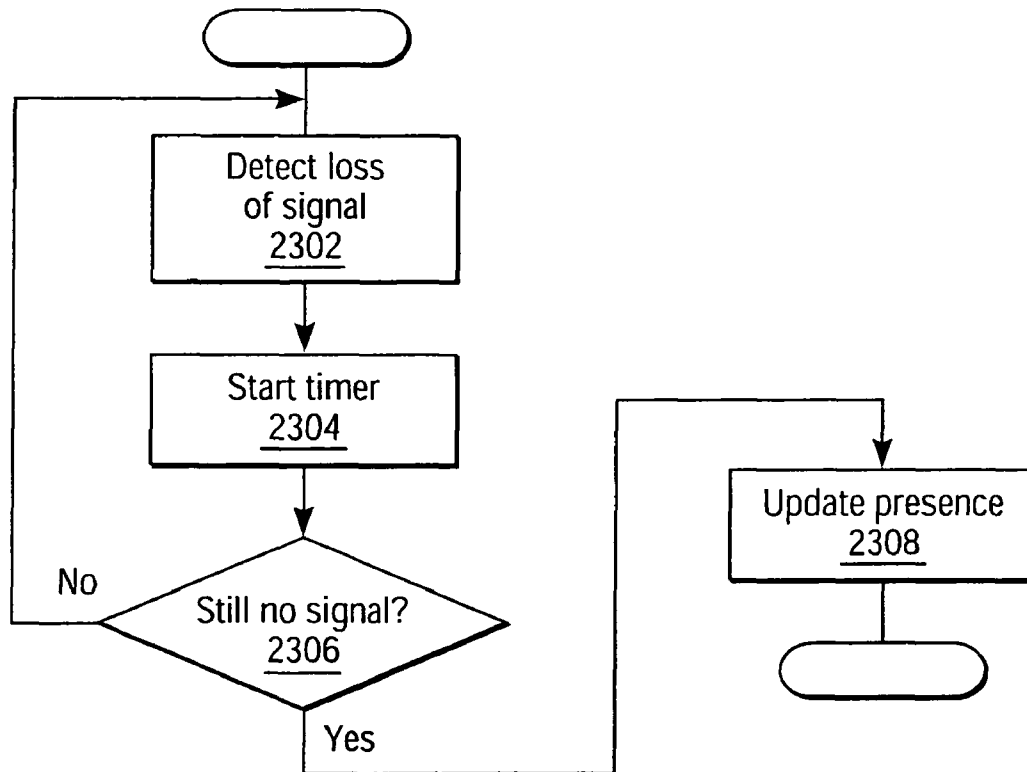 Detect loss
of signal
2302
Start timer
2304
No
Still no signal?
2306
Yes
Update presence
2308